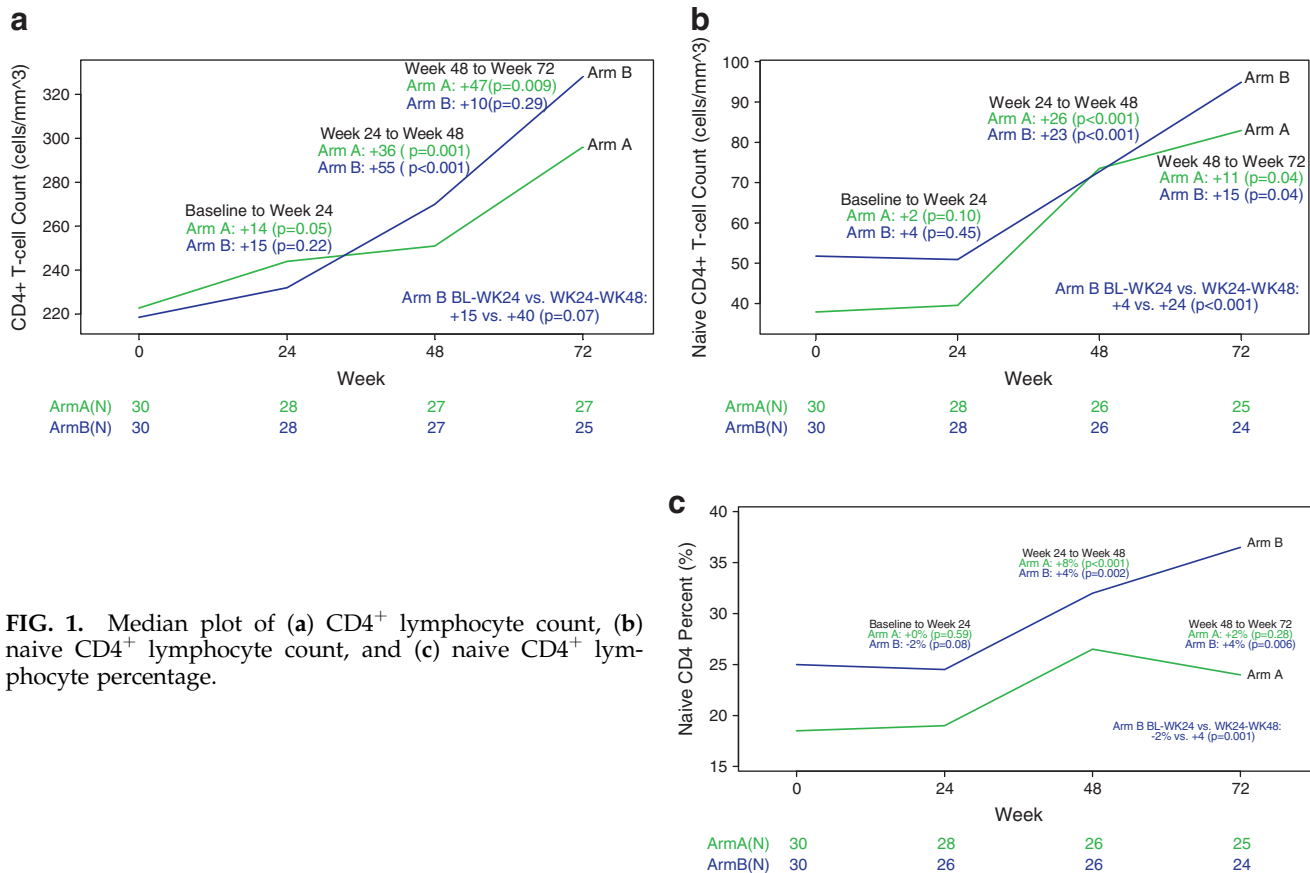 a
CD4+ T-cell Count (cells/mm^3)
320
300
280
260
240
220
Week 48 to Week 72
Arm A: +47(p=0.009)
Arm B: +10(p=0.29)
Week 24 to Week 48
Arm A: +36 ( p=0.001)
Arm B: +55 ( p<0.001)
Baseline to Week 24
Arm A: +14 (p=0.05)
Arm B: +15 (p=0.22)
Arm B
Arm A
Arm B BL-WK24 vs. WK24-WK48:
+15 vs. +40 (p=0.07)
0 24 48 72
Week
ArmA(N) 30 28 27 27
ArmB(N) 30 28 27 25
b
Naive CD4+ T-cell Count (cells/mm^3)
100
90
80
70
60
50
40
Week 24 to Week 48
Arm A: +26 (p<0.001)
Arm B: +23 (p<0.001)
Arm B
Arm A
Week 48 to Week 72
Arm A: +11 (p=0.04)
Arm B: +15 (p=0.04)
Baseline to Week 24
Arm A: +2 (p=0.10)
Arm B: +4 (p=0.45)
Arm B BL-WK24 vs. WK24-WK48:
+4 vs. +24 (p<0.001)
0 24 48 72
Week
ArmA(N) 30 28 26 25
ArmB(N) 30 28 26 24
c
Naive CD4 Percent (%)
40
35
30
25
20
15
Week 24 to Week 48
Arm A: +8% (p<0.001)
Arm B: +4% (p=0.002)
Arm B
Baseline to Week 24
Arm A: +0% (p=0.59)
Arm B: -2% (p=0.08)
Week 48 to Week 72
Arm A: +2% (p=0.28)
Arm B: +4% (p=0.006)
Arm A
Arm B BL-WK24 vs. WK24-WK48:
-2% vs. +4 (p=0.001)
0 24 48 72
Week
ArmA(N) 30 28 26 25
ArmB(N) 30 26 26 24
FIG. 1. Median plot of (a) CD4+ lymphocyte count, (b)
naive CD4+ lymphocyte count, and (c) naive CD4+ lym-
phocyte percentage.